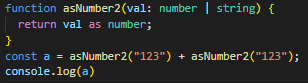 function asNumber2(val: number | string) {
  return val as number;
}
const a = asNumber2("123") + asNumber2("123");
console.log(a)